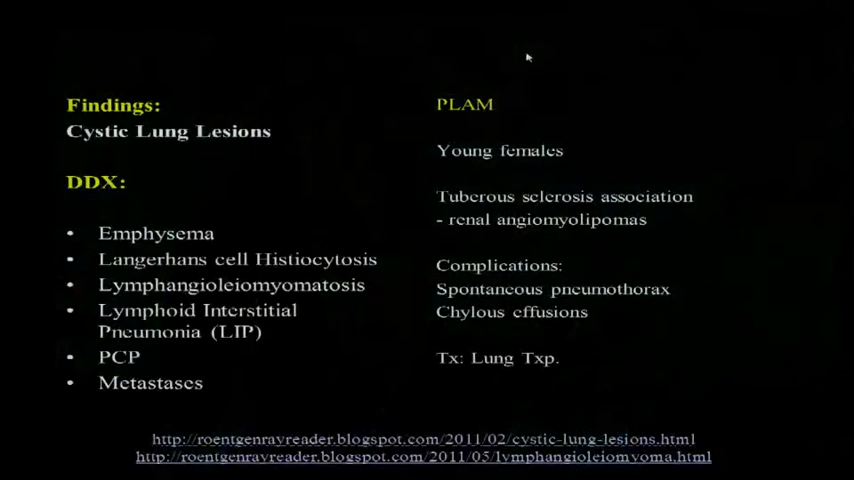 Findings:
Cystic Lung Lesions
DDX:
• Emphysema
• Langerhans cell Histiocytosis
• Lymphangioleiomyomatosis
• Lymphoid Interstitial
Pneumonia (LIP)
• PCP
• Metastases
PLAM
Young females
Tuberous sclerosis association
- renal angiomyolipomas
Complications:
Spontaneous pneumothorax
Chylous effusions
Tx: Lung Txp.
http://roentgenrayreader.blogspot.com/2011/02/cystic-lung-lesions.html
http://roentgenrayreader.blogspot.com/2011/05/lymphangioleiomyoma.html